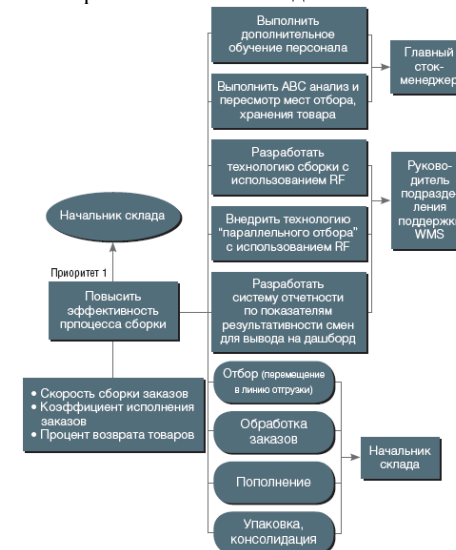 Выполнить
дополнительное
обучение персонала
Главный
сток-
менеджер
Выполнить АВС анализ и
пересмотр мест отбора,
хранения товара
Разработать
технологию сборки с
использованием RF
Руково-
дитель
подразде-
ления
поддержки
WMS
Начальник склада
Внедрить технологию
“параллельного отбора”
с использованием RF
Приоритет 1
Повысить
эффективность
прпоцесса сборки
Разработать
систему отчетности
по показателям
результативности смен
для вывода на дашборд
• Скорость сборки заказов
• Коэффициент исполнения
заказов
• Процент возврата товаров
Отбор (перемещение
в линию отгрузки)
Обработка
заказов
Начальник
склада
Пополнение
Упаковка,
консолидация